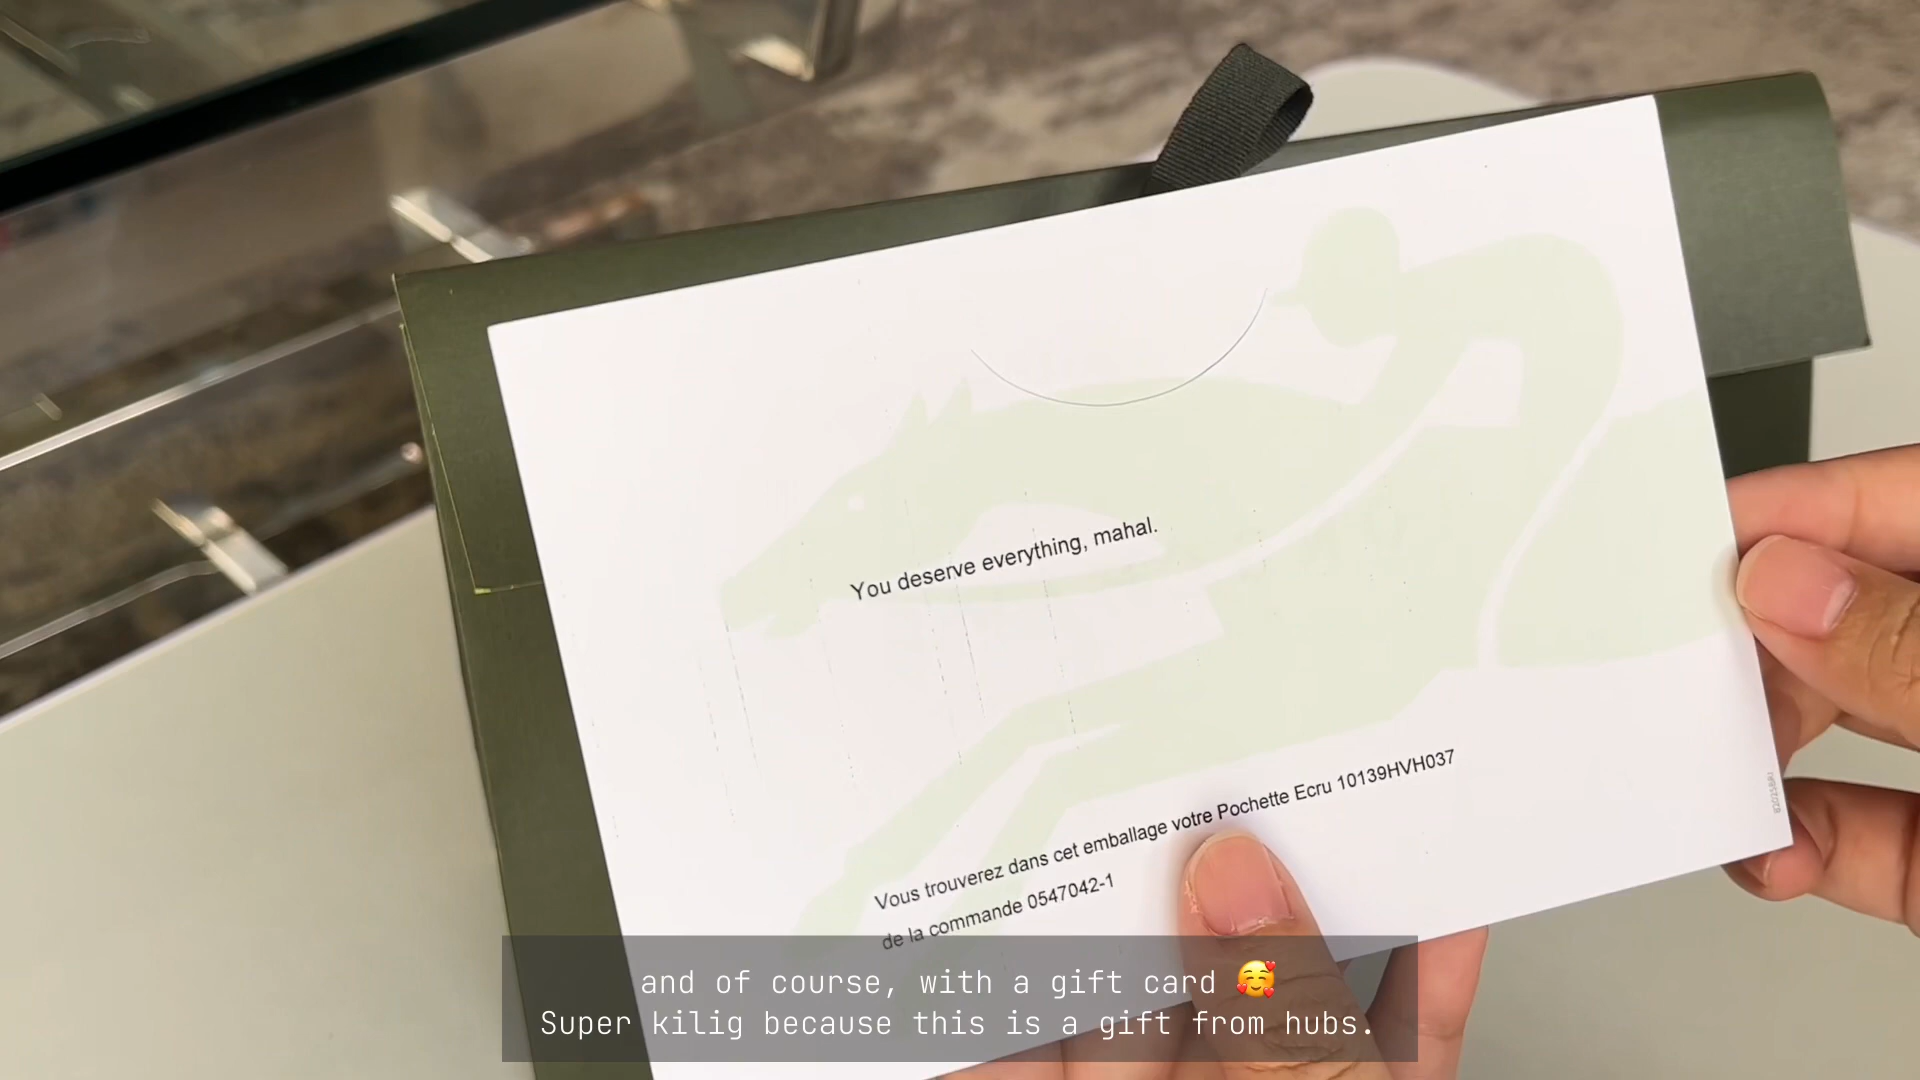 You deserve everything, mahal.
Vous trouverez dans cet emballage votre Pochette Ecru 10139HVH037
de la commande 0547042-1
and of course, with a gift card 🥰
Super kilig because this is a gift from hubs.